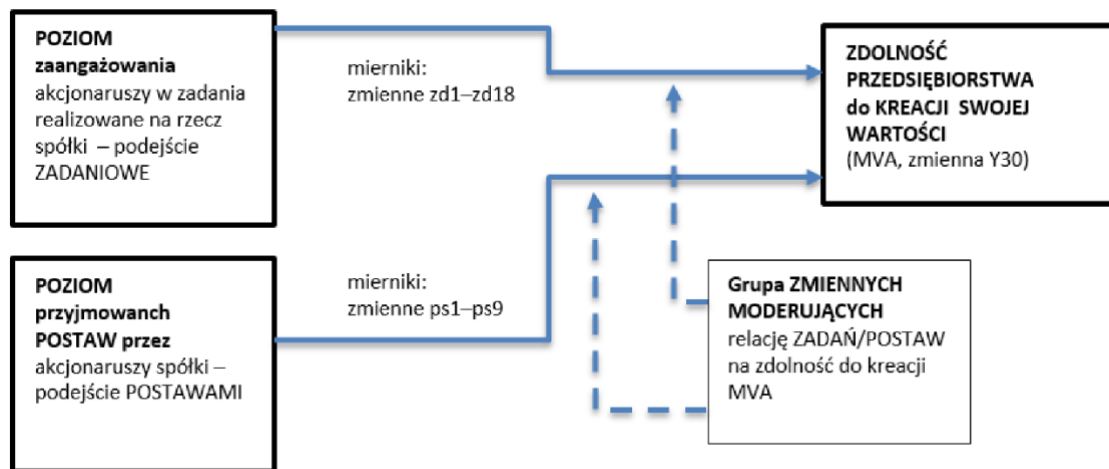 POZIOM
zaangażowania
akcjonaruszy w zadania
realizowane na rzecz
spółki – podejście
ZADANIOWE
mierniki:
zmienne zd1–zd18
ZDOLNOŚĆ
PRZEDSIĘBIORSTWA
do KREACJI SWOJEJ
WARTOŚCI
(MVA, zmienna Y30)
POZIOM
przyjmowanch
POSTAW przez
akcjonaruszy spółki –
podejście POSTAWAMI
mierniki:
zmienne ps1–ps9
Grupa ZMIENNYCH
MODERUJĄCYCH
relację ZADAŃ/POSTAW
na zdolność do kreacji
MVA